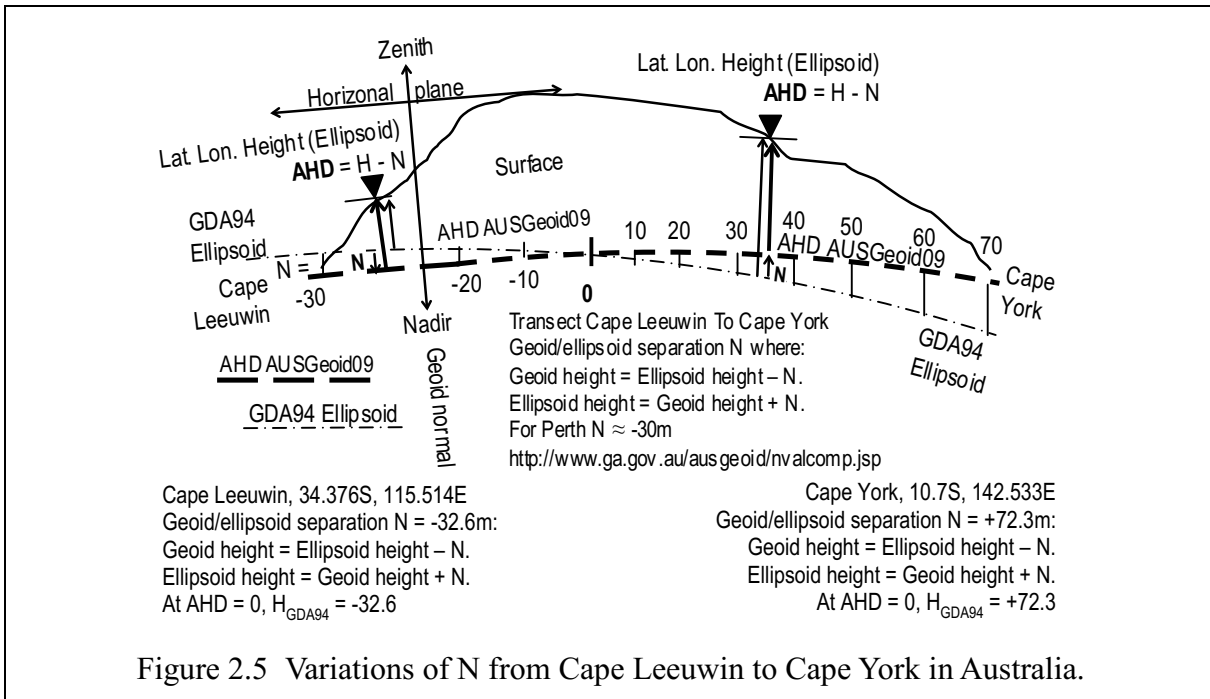 Zenith
Horizonal plane
Lat. Lon. Height (Ellipsoid)
AHD = H - N
Lat. Lon. Height (Ellipsoid)
AHD = H - N
Surface
GDA94
Ellipsoid
AHD AUSGeoid09
N =
N
-30
-20
-10
0
10
20
30
40
50
60
70
AHD AUSGeoid09
N
Cape
Leeuwin
Cape
York
GDA94
Ellipsoid
Nadir
Geoid normal
AHD AUSGeoid09
GDA94 Ellipsoid
Transect Cape Leeuwin To Cape York
Geoid/ellipsoid separation N where:
Geoid height = Ellipsoid height – N.
Ellipsoid height = Geoid height + N.
For Perth N ≈ -30m
http://www.ga.gov.au/ausgeoid/nvalcomp.jsp
Cape Leeuwin, 34.376S, 115.514E
Geoid/ellipsoid separation N = -32.6m:
Geoid height = Ellipsoid height – N.
Ellipsoid height = Geoid height + N.
At AHD = 0, H_GDA94 = -32.6
Cape York, 10.7S, 142.533E
Geoid/ellipsoid separation N = +72.3m:
Geoid height = Ellipsoid height – N.
Ellipsoid height = Geoid height + N.
At AHD = 0, H_GDA94 = +72.3
Figure 2.5 Variations of N from Cape Leeuwin to Cape York in Australia.